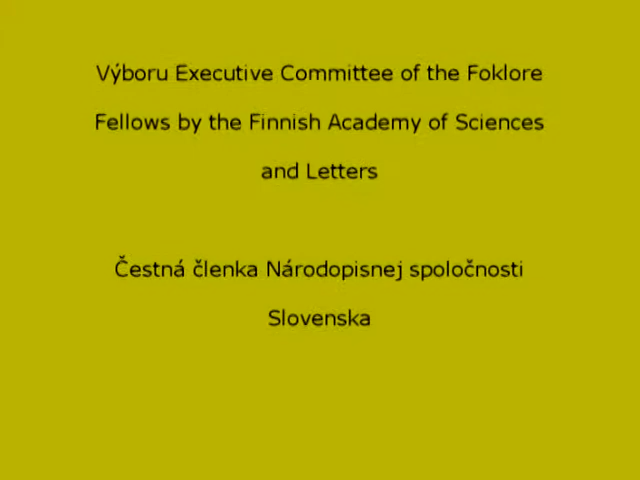 Výboru Executive Committee of the Foklore
Fellows by the Finnish Academy of Sciences
and Letters
Čestná členka Národopisnej spoločnosti
Slovenska